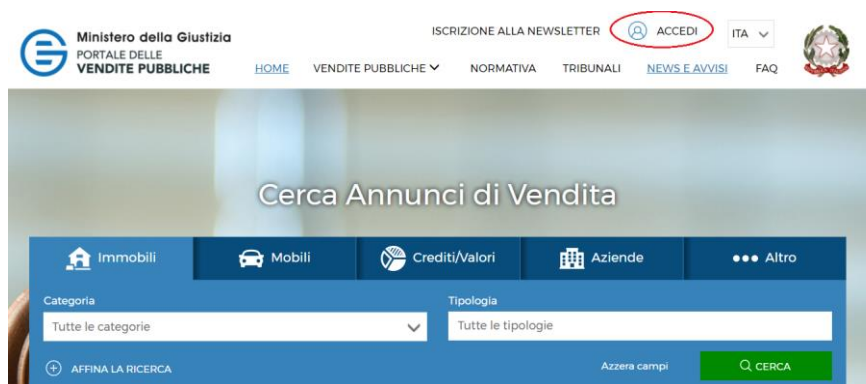 Ministero della Giustizia
PORTALE DELLE
VENDITE PUBBLICHE
ISCRIZIONE ALLA NEWSLETTER ACCEDI ITA
HOME VENDITE PUBBLICHE NORMATIVA TRIBUNALI NEWS E AVVISI FAQ
Cerca Annunci di Vendita
Immobili Mobili Crediti/Valori Aziende Altro
Categoria Tipologia
Tutte le categorie Tutte le tipologie
AFFINA LA RICERCA Azzera campi CERCA